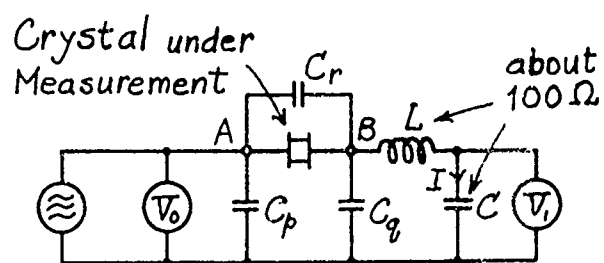 Crystal under
Measurement
Cr
about
100 Ω
A
B
L
I
V₀
Cp
Cq
C
V₁